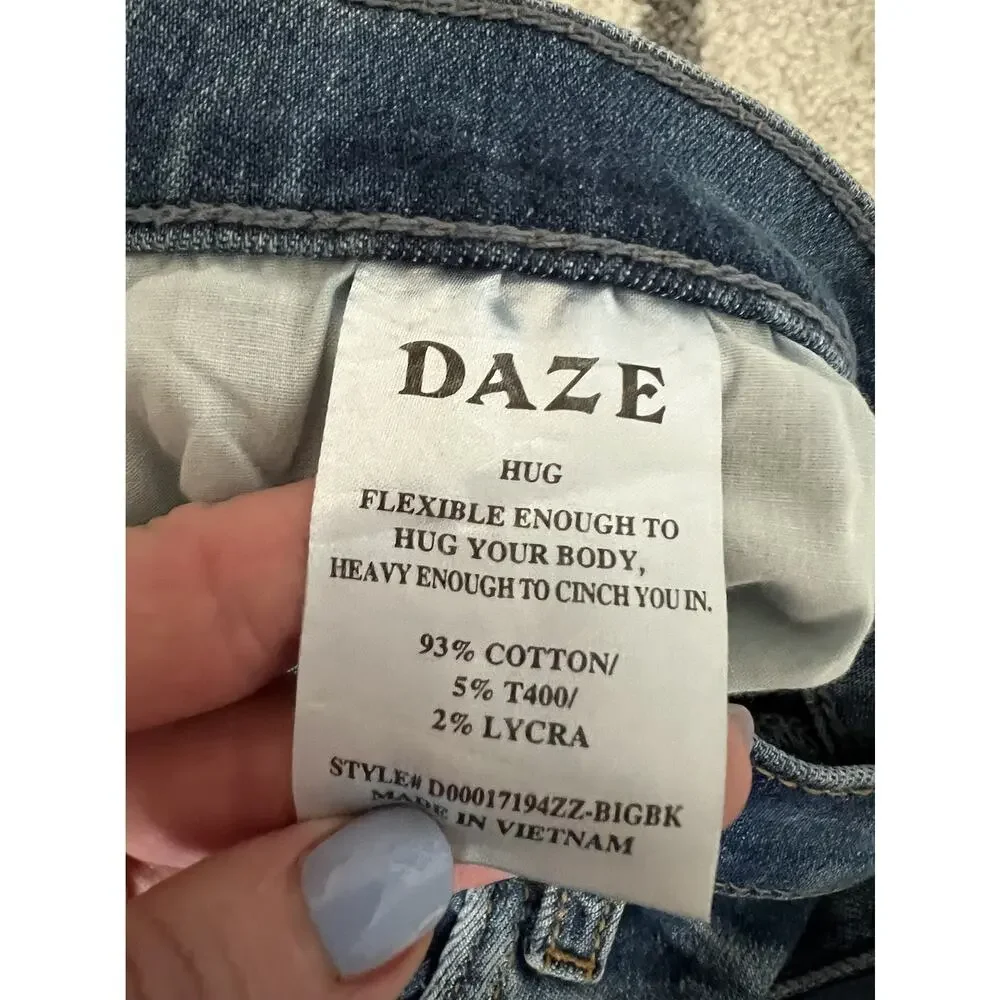 DAZE
HUG
FLEXIBLE ENOUGH TO
HUG YOUR BODY,
HEAVY ENOUGH TO CINCH YOU IN.
93% COTTON/
5% T400/
2% LYCRA
STYLE# D00017194ZZ-BIGBK
MADE IN VIETNAM